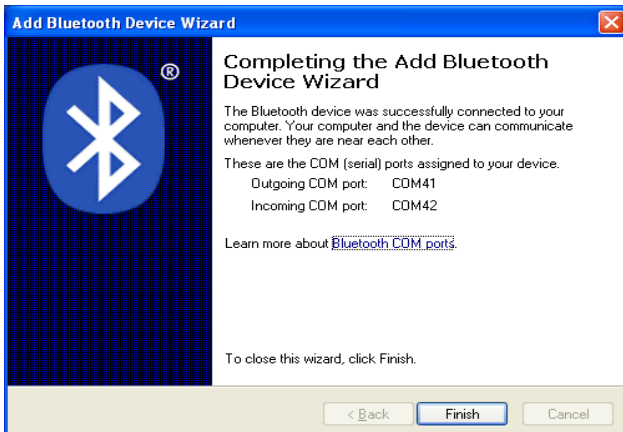 Add Bluetooth Device Wizard
®
Completing the Add Bluetooth
Device Wizard
The Bluetooth device was successfully connected to your
computer. Your computer and the device can communicate
whenever they are near each other.
These are the COM (serial) ports assigned to your device.
Outgoing COM port: COM41
Incoming COM port: COM42
Learn more about Bluetooth COM ports.
To close this wizard, click Finish.
< Back Finish Cancel